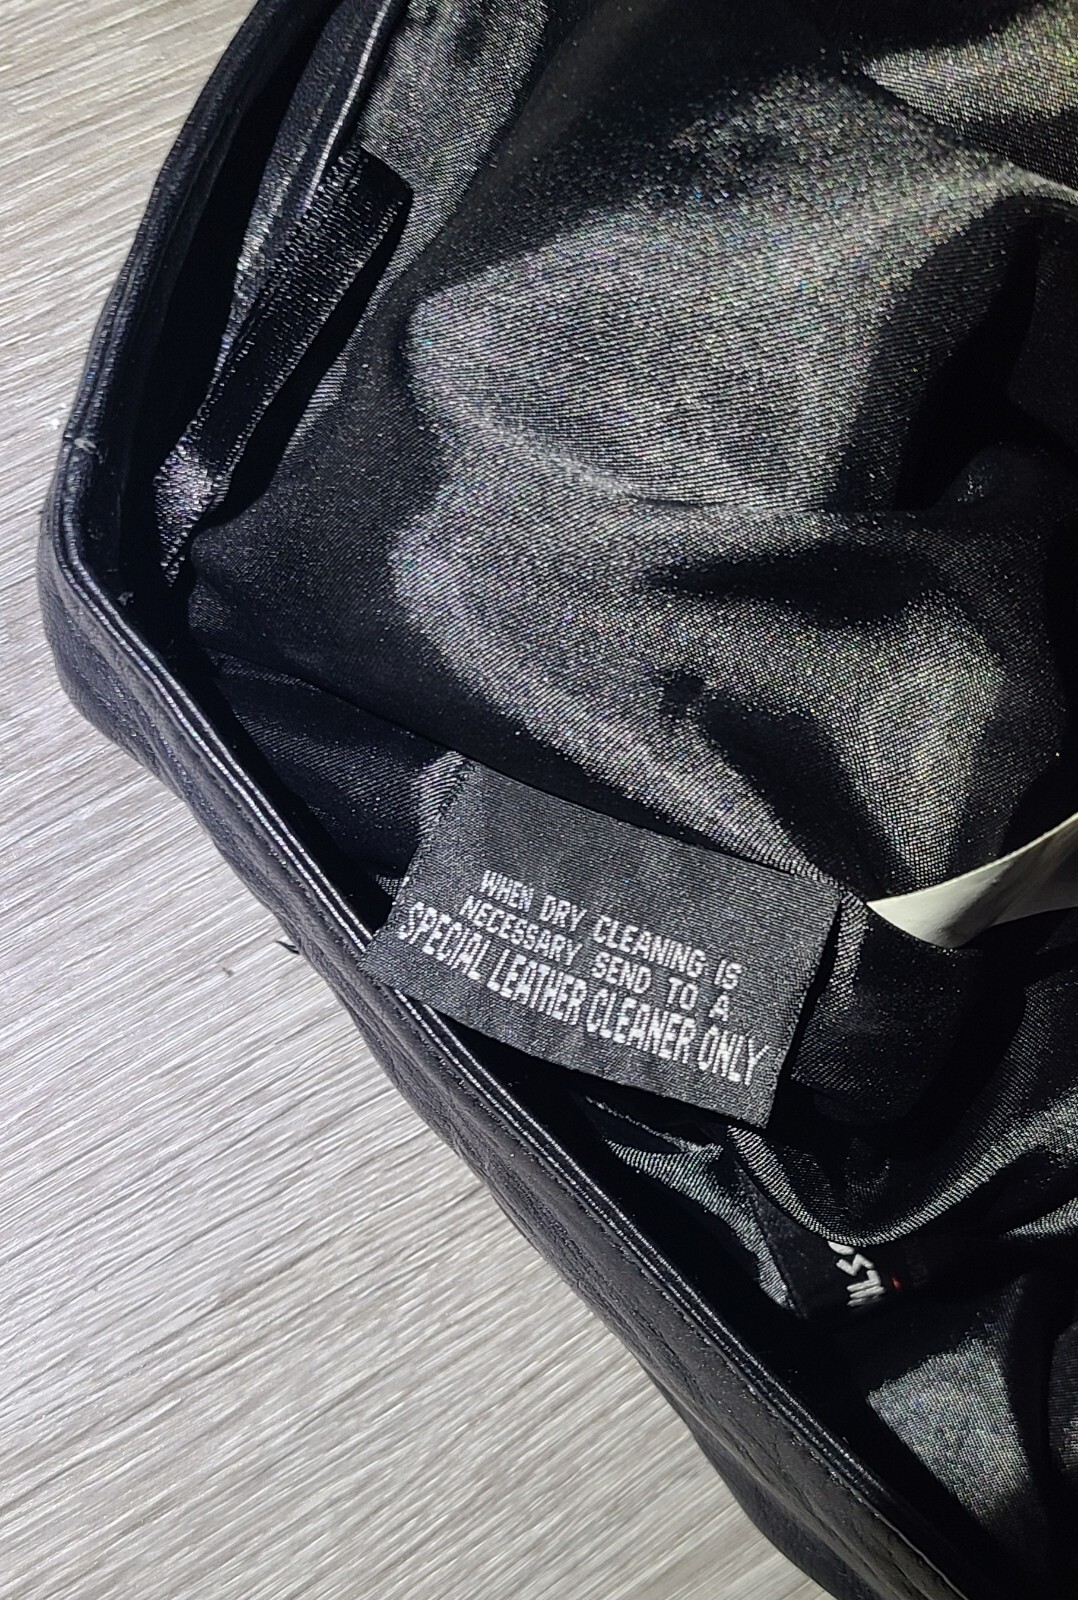 WHEN DRY CLEANING IS
NECESSARY SEND TO A
SPECIAL LEATHER CLEANER ONLY